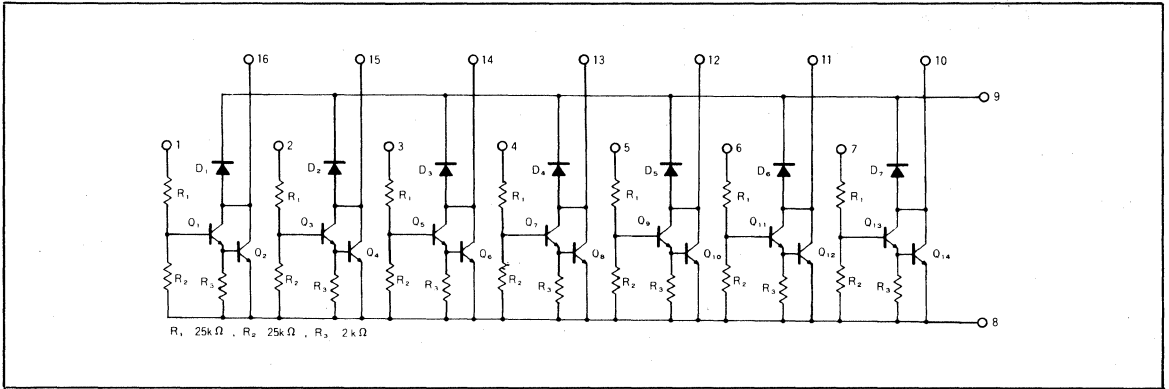 16 15 14 13 12 11 10
9
1 2 3 4 5 6 7
D₁ D₂ D₃ D₄ D₅ D₆ D₇
R₁ R₁ R₁ R₁ R₁ R₁ R₁
Q₁ Q₃ Q₅ Q₇ Q₉ Q₁₁ Q₁₃
Q₂ Q₄ Q₆ Q₈ Q₁₀ Q₁₂ Q₁₄
R₂ R₃ R₂ R₃ R₂ R₃ R₂ R₃ R₂ R₃ R₂ R₃ R₂ R₃
8
R₁ 25kΩ , R₂ 25kΩ , R₃ 2kΩ